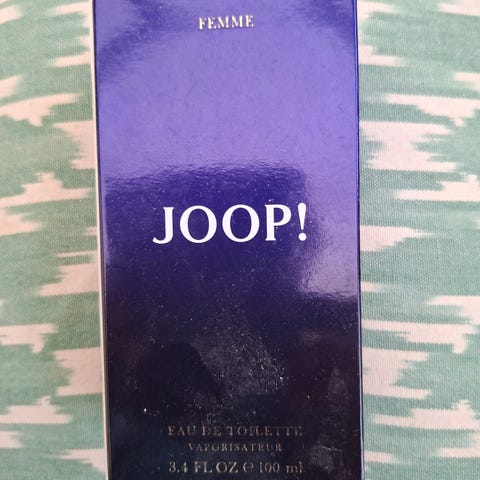 FEMME
JOOP!
EAU DE TOILETTE
VAPORISATEUR
3.4 FL OZ ℮ 100 ml